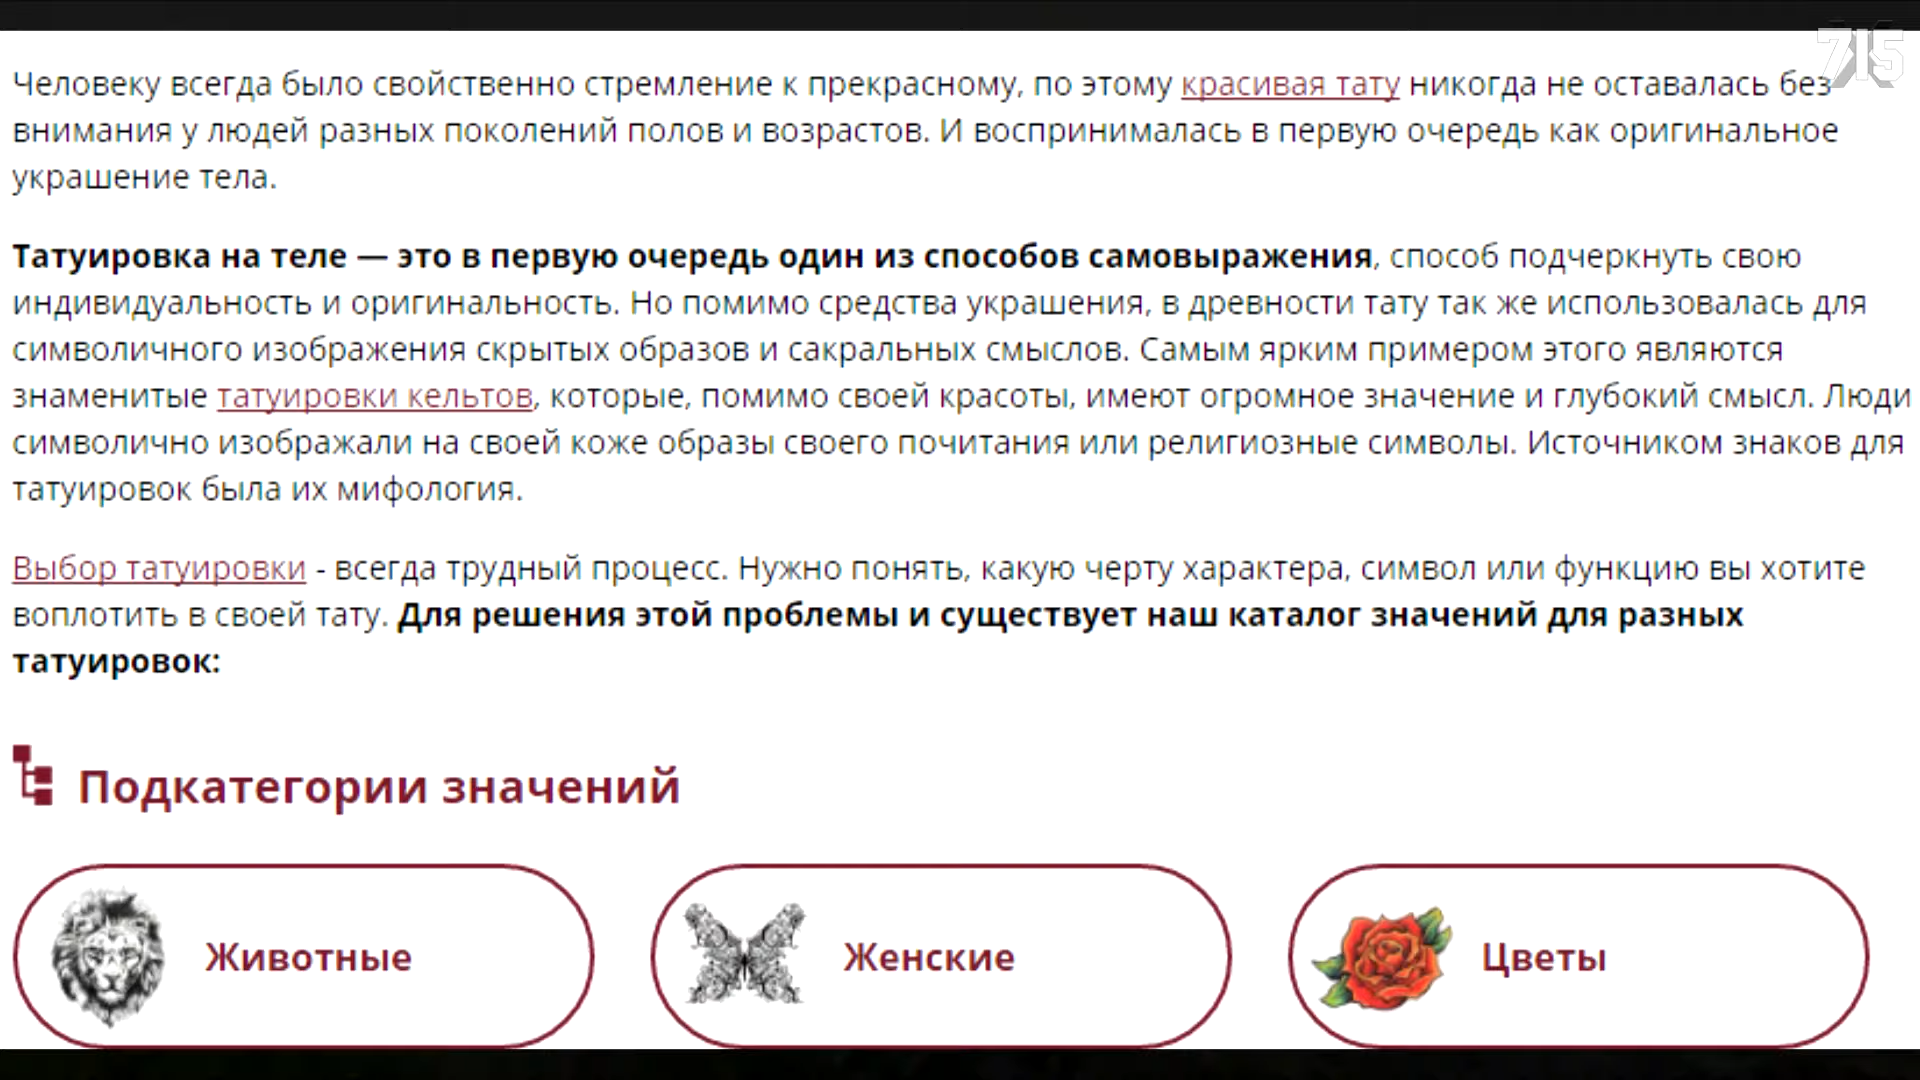 715
Человеку всегда было свойственно стремление к прекрасному, по этому красивая тату никогда не оставалась без
внимания у людей разных поколений полов и возрастов. И воспринималась в первую очередь как оригинальное
украшение тела.
Татуировка на теле — это в первую очередь один из способов самовыражения, способ подчеркнуть свою
индивидуальность и оригинальность. Но помимо средства украшения, в древности тату так же использовалась для
символичного изображения скрытых образов и сакральных смыслов. Самым ярким примером этого являются
знаменитые татуировки кельтов, которые, помимо своей красоты, имеют огромное значение и глубокий смысл. Люди
символично изображали на своей коже образы своего почитания или религиозные символы. Источником знаков для
татуировок была их мифология.
Выбор татуировки - всегда трудный процесс. Нужно понять, какую черту характера, символ или функцию вы хотите
воплотить в своей тату. Для решения этой проблемы и существует наш каталог значений для разных
татуировок:
Подкатегории значений
Животные
Женские
Цветы